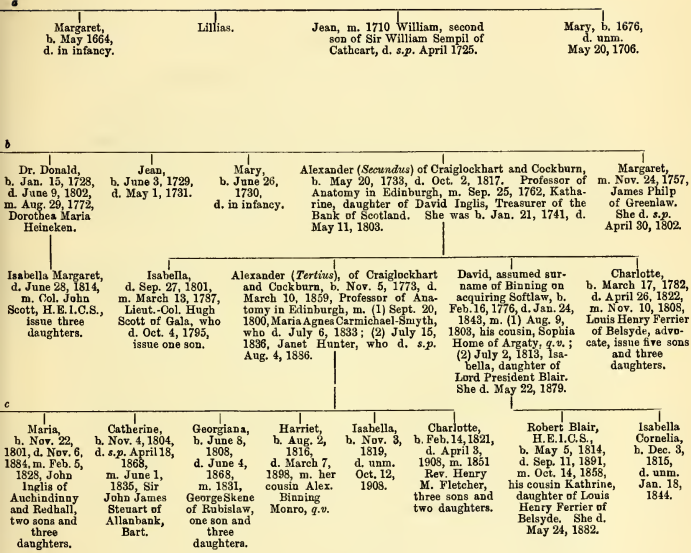 a
Margaret,
b. May 1664,
d. in infancy.
Lillias.
Jean, m. 1710 William, second
son of Sir William Sempil of
Cathcart, d. s.p. April 1725.
Mary, b. 1676,
d. unm.
May 20, 1706.
b
Dr. Donald,
b. Jan. 15, 1728,
d. June 9, 1802,
m. Aug. 29, 1772,
Dorothea Maria
Heineken.
Jean,
b. June 3, 1729,
d. May 1, 1731.
Mary,
b. June 26,
1730,
d. in infancy.
Alexander (Secundus) of Craiglockhart and Cockburn,
b. May 20, 1733, d. Oct. 2, 1817. Professor of
Anatomy in Edinburgh, m. Sep. 25, 1762, Katha-
rine, daughter of David Inglis, Treasurer of the
Bank of Scotland. She was b. Jan. 21, 1741, d.
May 11, 1803.
Margaret,
m. Nov. 24, 1757,
James Philp
of Greenlaw.
She d. s.p.
April 30, 1802.
Isabella Margaret,
d. June 28, 1814,
m. Col. John
Scott, H.E.I.C.S.,
issue three
daughters.
Isabella,
d. Sep. 27, 1801,
m. March 13, 1787,
Lieut.-Col. Hugh
Scott of Gala, who
d. Oct. 4, 1795,
issue one son.
Alexander (Tertius), of Craiglockhart
and Cockburn, b. Nov. 5, 1773, d.
March 10, 1859, Professor of Ana-
tomy in Edinburgh, m. (1) Sept. 20,
1800, Maria Agnes Carmichael-Smyth,
who d. July 6, 1833; (2) July 15,
1836, Janet Hunter, who d. s.p.
Aug. 4, 1886.
David, assumed sur-
name of Binning on
acquiring Softlaw, b.
Feb. 16, 1776, d. Jan. 24,
1843, m. (1) Aug. 9,
1808, his cousin, Sophia
Home of Argaty, q.v.;
(2) July 2, 1813, Isa-
bella, daughter of
Lord President Blair.
She d. May 22, 1879.
Charlotte,
b. March 17, 1782,
d. April 26, 1822,
m. Nov. 10, 1808,
Louis Henry Ferrier
of Belsyde, advo-
cate, issue five sons
and three
daughters.
c
Maria,
b. Nov. 22,
1801, d. Nov. 6,
1884, m. Feb. 5,
1828, John
Inglis of
Auchindinny
and Redhall,
two sons and
three
daughters.
Catherine,
b. Nov. 4, 1804,
d. s.p. April 18,
1868,
m. June 1,
1835, Sir
John James
Steuart of
Allanbank,
Bart.
Georgiana,
b. June 8,
1808,
d. June 4,
1868,
m. 1831,
George Skene
of Rubislaw,
one son and
three
daughters.
Harriet,
b. Aug. 2,
1816,
d. March 7,
1898, m. her
cousin Alex.
Binning
Monro, q.v.
Isabella,
b. Nov. 3,
1819,
d. unm.
Oct. 12,
1908.
Charlotte,
b. Feb. 14, 1821,
d. April 3,
1908, m. 1851
Rev. Henry
M. Fletcher,
three sons and
two daughters.
Robert Blair,
H.E.I.C.S.,
b. May 5, 1814,
d. Sep. 11, 1891,
m. Oct. 14, 1858,
his cousin Kathrine,
daughter of Louis
Henry Ferrier of
Belsyde. She d.
May 24, 1882.
Isabella
Cornelia,
b. Dec. 3,
1815,
d. unm.
Jan. 18,
1844.